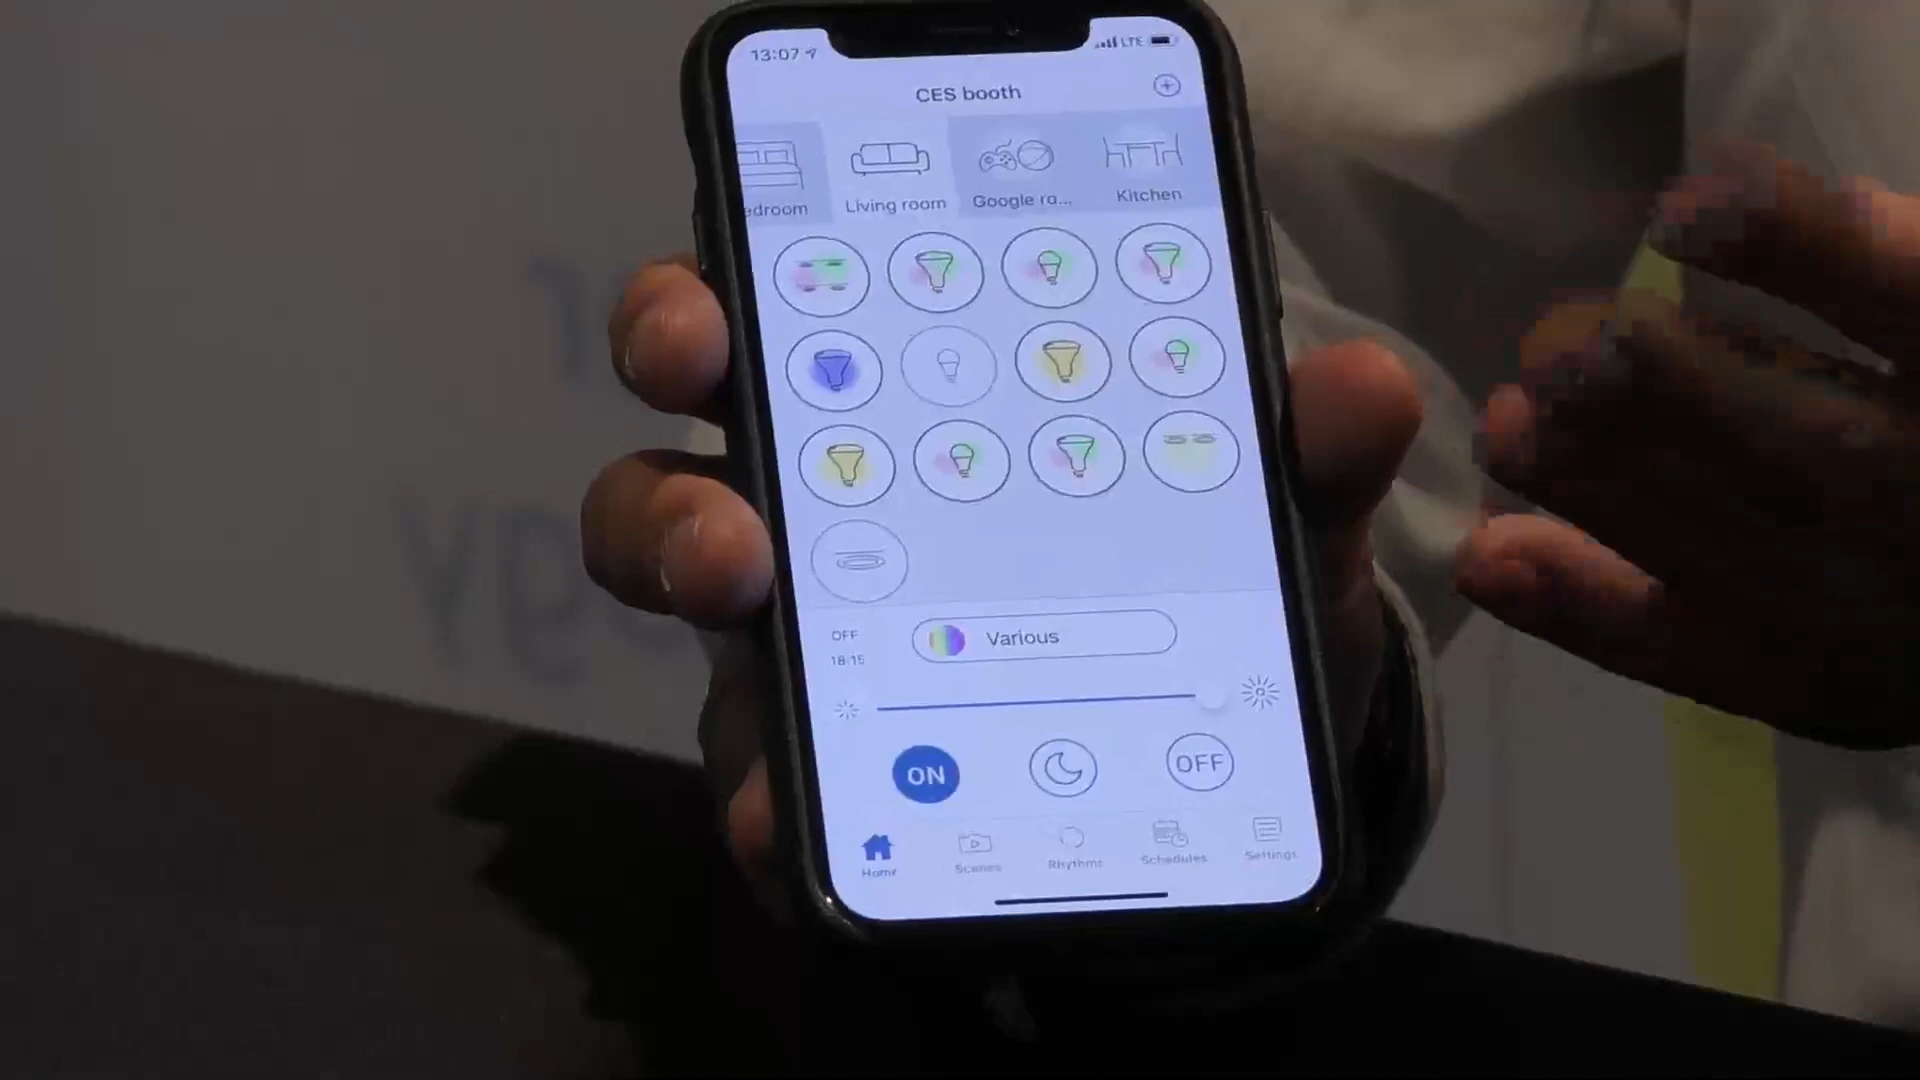 13:07
LTE
CES booth
edroom
Living room
Google ra...
Kitchen
OFF
18:15
Various
ON
OFF
Home
Scenes
Rhythms
Schedules
Settings